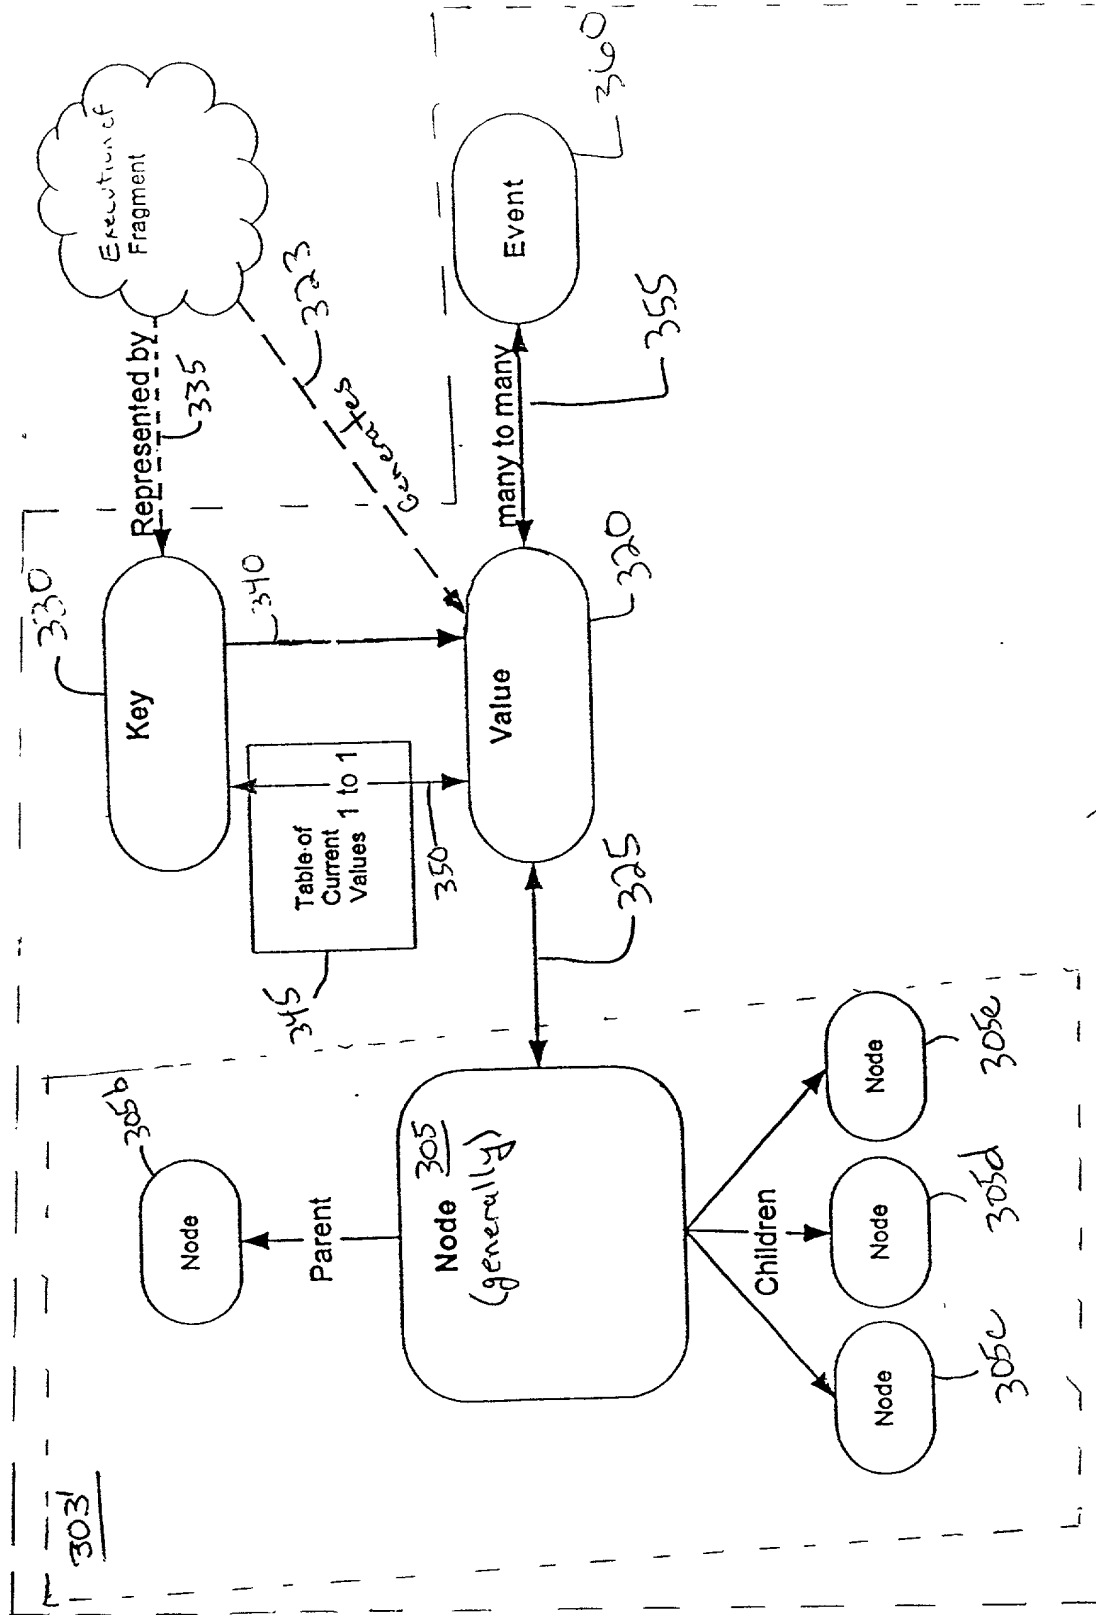 303'
305b
Node
Parent
Node 305
(generally)
Children
Node
305c
Node
305d
Node
305e
330
Key
Represented by
335
Execution of
Fragment
340
323
Generates
Table of
Current
Values
1 to 1
345
350
Value
320
325
many to many
355
Event
360